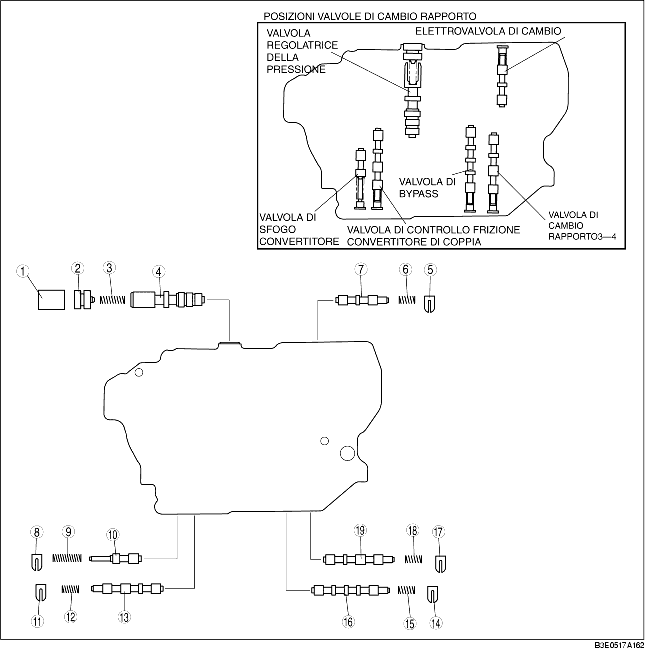 POSIZIONI VALVOLE DI CAMBIO RAPPORTO
VALVOLA
REGOLATRICE
DELLA
PRESSIONE
ELETTROVALVOLA DI CAMBIO
VALVOLA DI
BYPASS
VALVOLA DI
SFOGO
CONVERTITORE
VALVOLA DI CONTROLLO FRIZIONE
CONVERTITORE DI COPPIA
VALVOLA DI
CAMBIO
RAPPORTO3—4
1
2
3
4
7
6
5
8
9
10
19
18
17
11
12
13
16
15
14
B3E0517A162